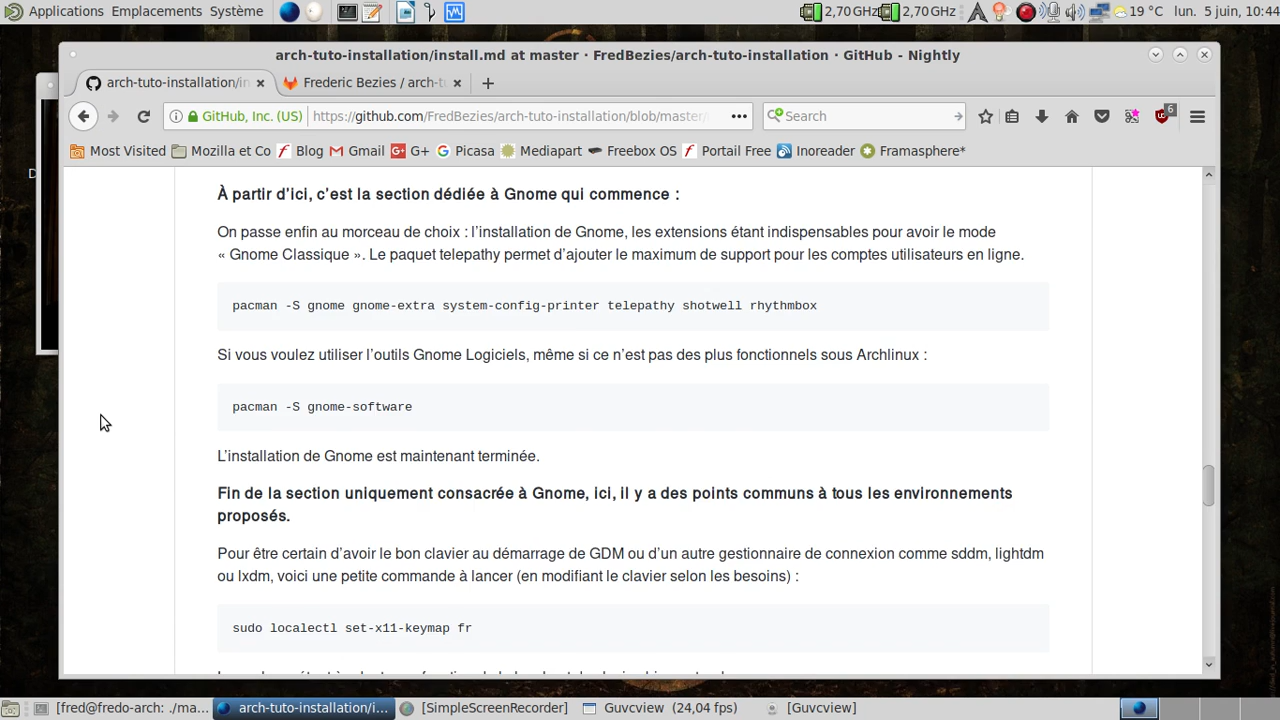 Applications Emplacements Système 2,70 GHz 2,70 GHz 19 °C lun. 5 juin, 10:44
arch-tuto-installation/install.md at master · FredBezies/arch-tuto-installation · GitHub - Nightly
arch-tuto-installation/in Frederic Bezies / arch-tu
GitHub, Inc. (US) https://github.com/FredBezies/arch-tuto-installation/blob/master/ Search 6
Most Visited Mozilla et Co Blog Gmail G+ Picasa Mediapart Freebox OS Portail Free Inoreader Framasphere*
À partir d’ici, c’est la section dédiée à Gnome qui commence :
On passe enfin au morceau de choix : l’installation de Gnome, les extensions étant indispensables pour avoir le mode
« Gnome Classique ». Le paquet telepathy permet d’ajouter le maximum de support pour les comptes utilisateurs en ligne.
pacman -S gnome gnome-extra system-config-printer telepathy shotwell rhythmbox
Si vous voulez utiliser l’outils Gnome Logiciels, même si ce n’est pas des plus fonctionnels sous Archlinux :
pacman -S gnome-software
L’installation de Gnome est maintenant terminée.
Fin de la section uniquement consacrée à Gnome, ici, il y a des points communs à tous les environnements
proposés.
Pour être certain d’avoir le bon clavier au démarrage de GDM ou d’un autre gestionnaire de connexion comme sddm, lightdm
ou lxdm, voici une petite commande à lancer (en modifiant le clavier selon les besoins) :
sudo localectl set-x11-keymap fr
[fred@fredo-arch: ./ma... arch-tuto-installation/i... [SimpleScreenRecorder] Guvcview (24,04 fps) [Guvcview]